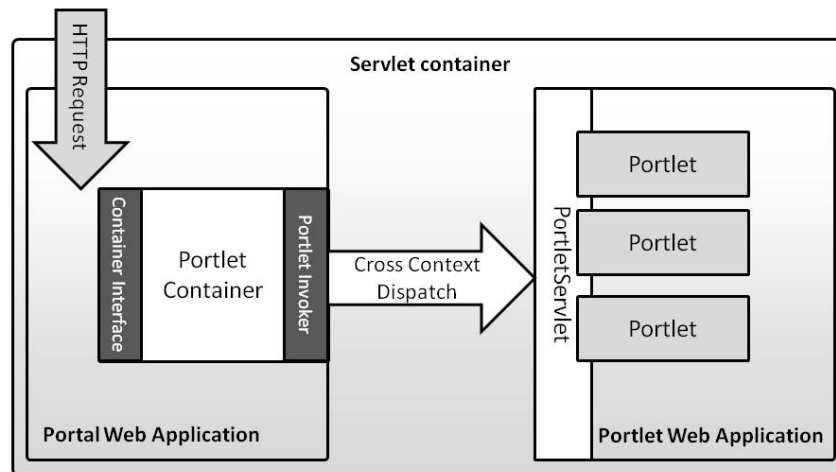 HTTP Request
Servlet container
Container Interface
Portlet
Container
Portlet Invoker
Cross Context
Dispatch
PortletServlet
Portlet
Portlet
Portlet
Portal Web Application
Portlet Web Application